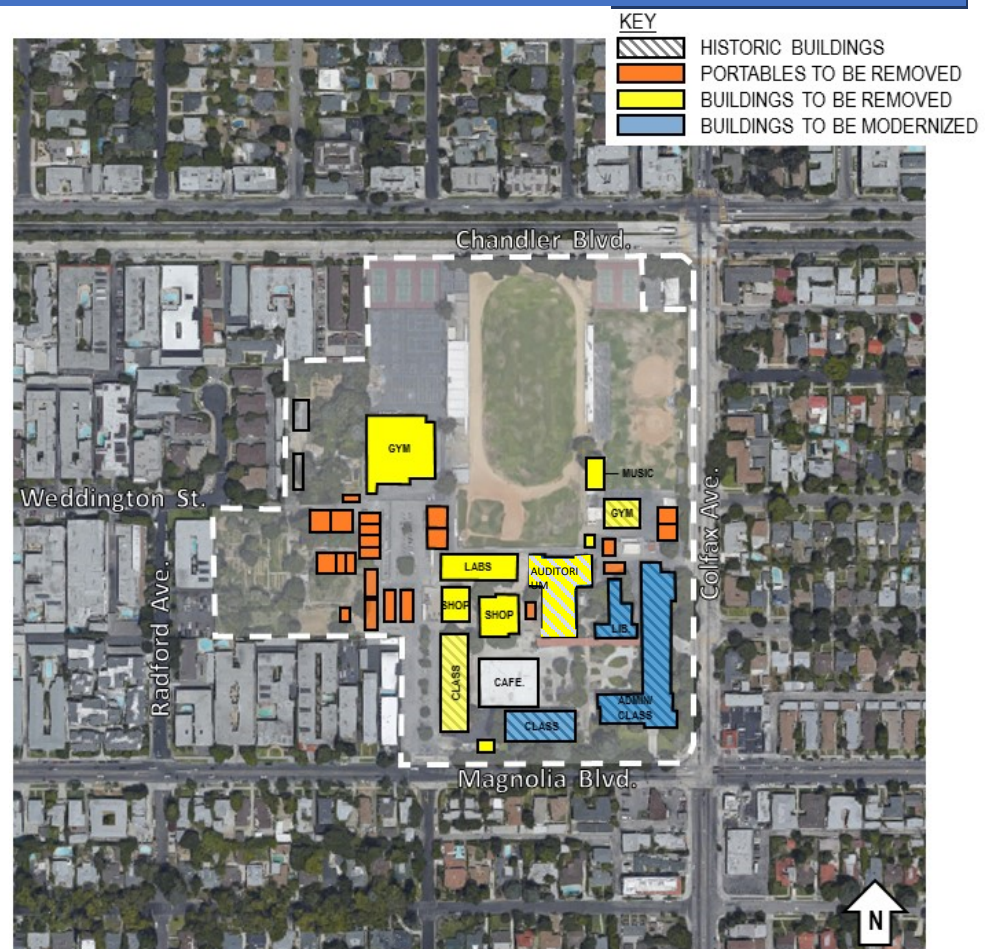 KEY
HISTORIC BUILDINGS
PORTABLES TO BE REMOVED
BUILDINGS TO BE REMOVED
BUILDINGS TO BE MODERNIZED
Chandler Blvd.
GYM
MUSIC
Weddington St.
GYM
Colfax Ave.
LABS
AUDITORI
UM
SHOP
SHOP
LIB.
Radford Ave.
CLASS
CAFE.
ADMIN/
CLASS
CLASS
Magnolia Blvd.
N